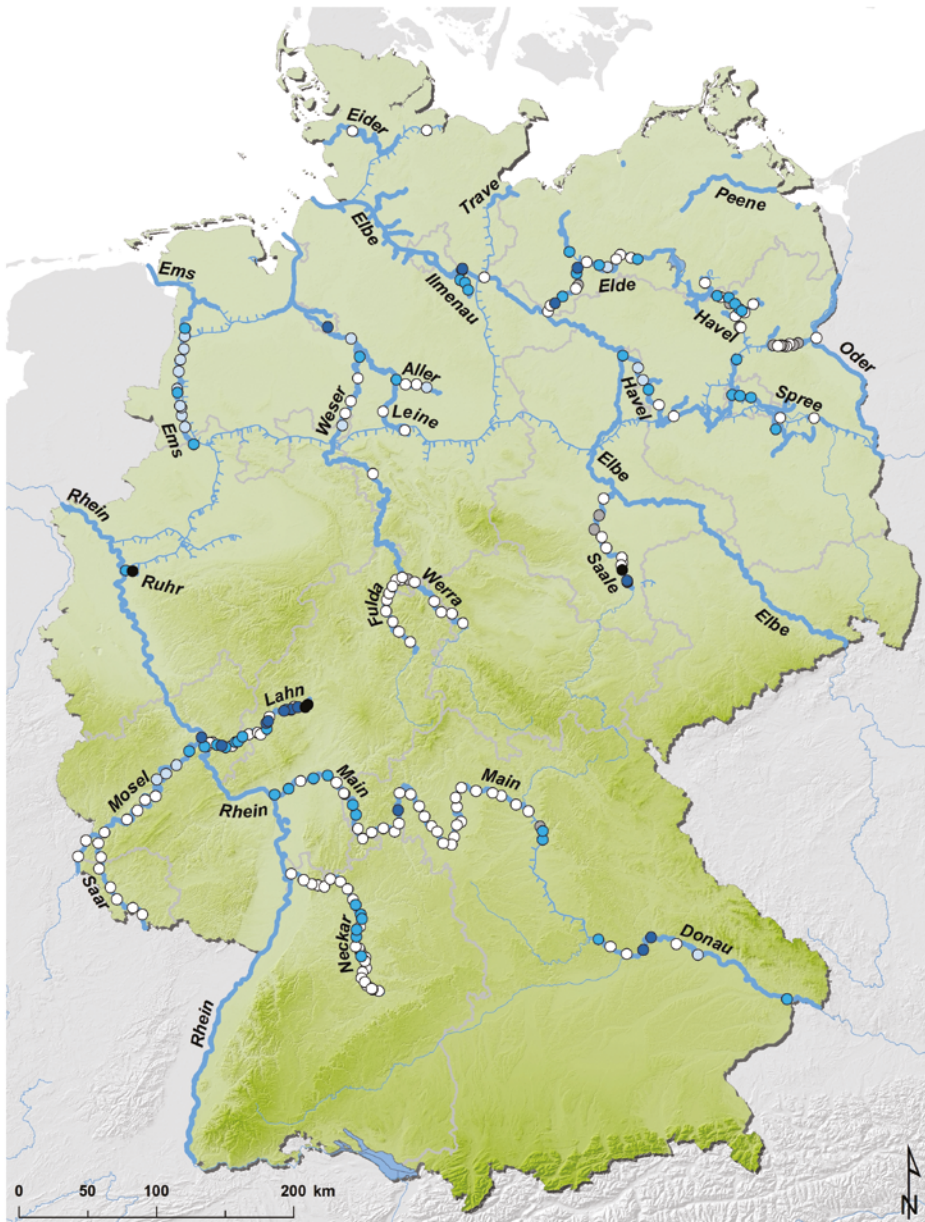 Eider
Trave
Peene
Elbe
Ems
Ilmenau
Elde
Havel
Oder
Aller
Weser
Havel
Spree
Leine
Ems
Elbe
Rhein
Ruhr
Saale
Werra
Fulda
Elbe
Lahn
Mosel
Main
Main
Rhein
Saar
Neckar
Donau
Rhein
0 50 100 200 km
N